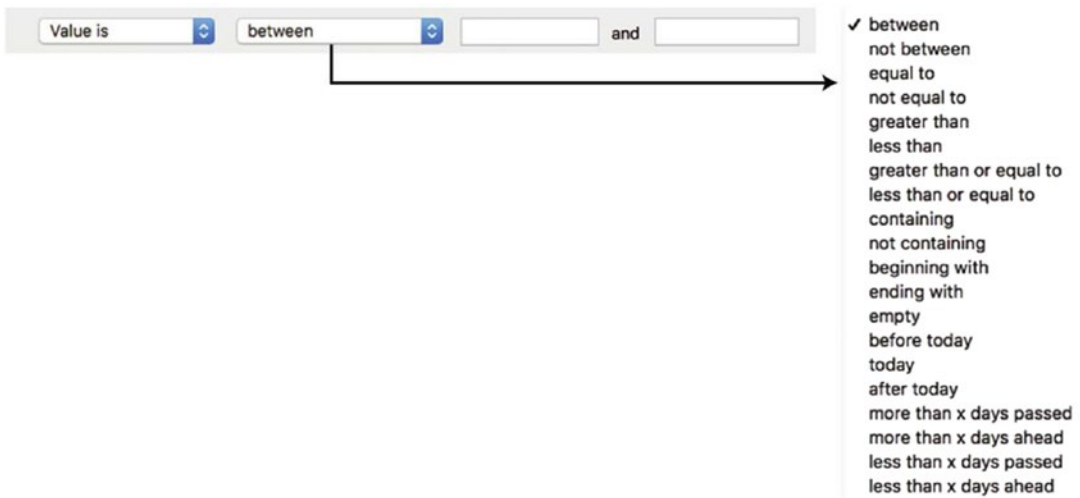 Value is between and
✓ between
not between
equal to
not equal to
greater than
less than
greater than or equal to
less than or equal to
containing
not containing
beginning with
ending with
empty
before today
today
after today
more than x days passed
more than x days ahead
less than x days passed
less than x days ahead